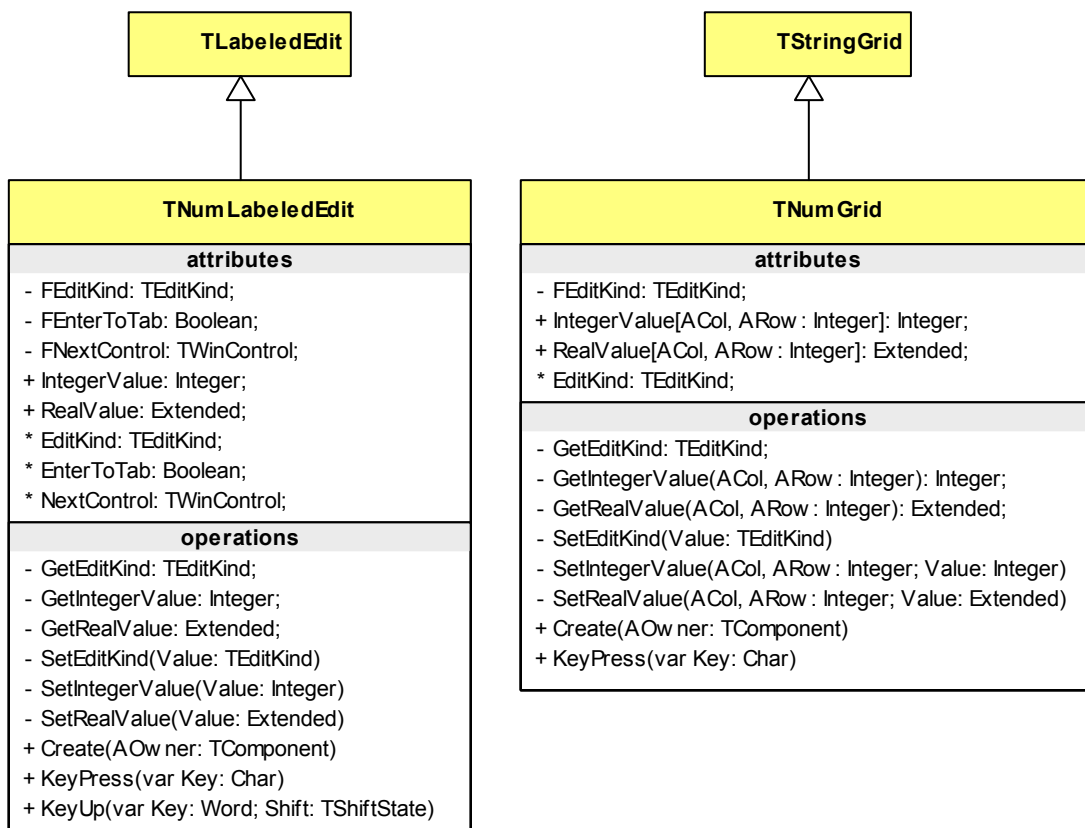 TLabeledEdit
TNumLabeledEdit
attributes
- FEditKind: TEditKind;
- FEnterToTab: Boolean;
- FNextControl: TWinControl;
+ IntegerValue: Integer;
+ RealValue: Extended;
* EditKind: TEditKind;
* EnterToTab: Boolean;
* NextControl: TWinControl;
operations
- GetEditKind: TEditKind;
- GetIntegerValue: Integer;
- GetRealValue: Extended;
- SetEditKind(Value: TEditKind)
- SetIntegerValue(Value: Integer)
- SetRealValue(Value: Extended)
+ Create(AOwner: TComponent)
+ KeyPress(var Key: Char)
+ KeyUp(var Key: Word; Shift: TShiftState)
TStringGrid
TNumGrid
attributes
- FEditKind: TEditKind;
+ IntegerValue[ACol, ARow: Integer]: Integer;
+ RealValue[ACol, ARow: Integer]: Extended;
* EditKind: TEditKind;
operations
- GetEditKind: TEditKind;
- GetIntegerValue(ACol, ARow: Integer): Integer;
- GetRealValue(ACol, ARow: Integer): Extended;
- SetEditKind(Value: TEditKind)
- SetIntegerValue(ACol, ARow: Integer; Value: Integer)
- SetRealValue(ACol, ARow: Integer; Value: Extended)
+ Create(AOwner: TComponent)
+ KeyPress(var Key: Char)